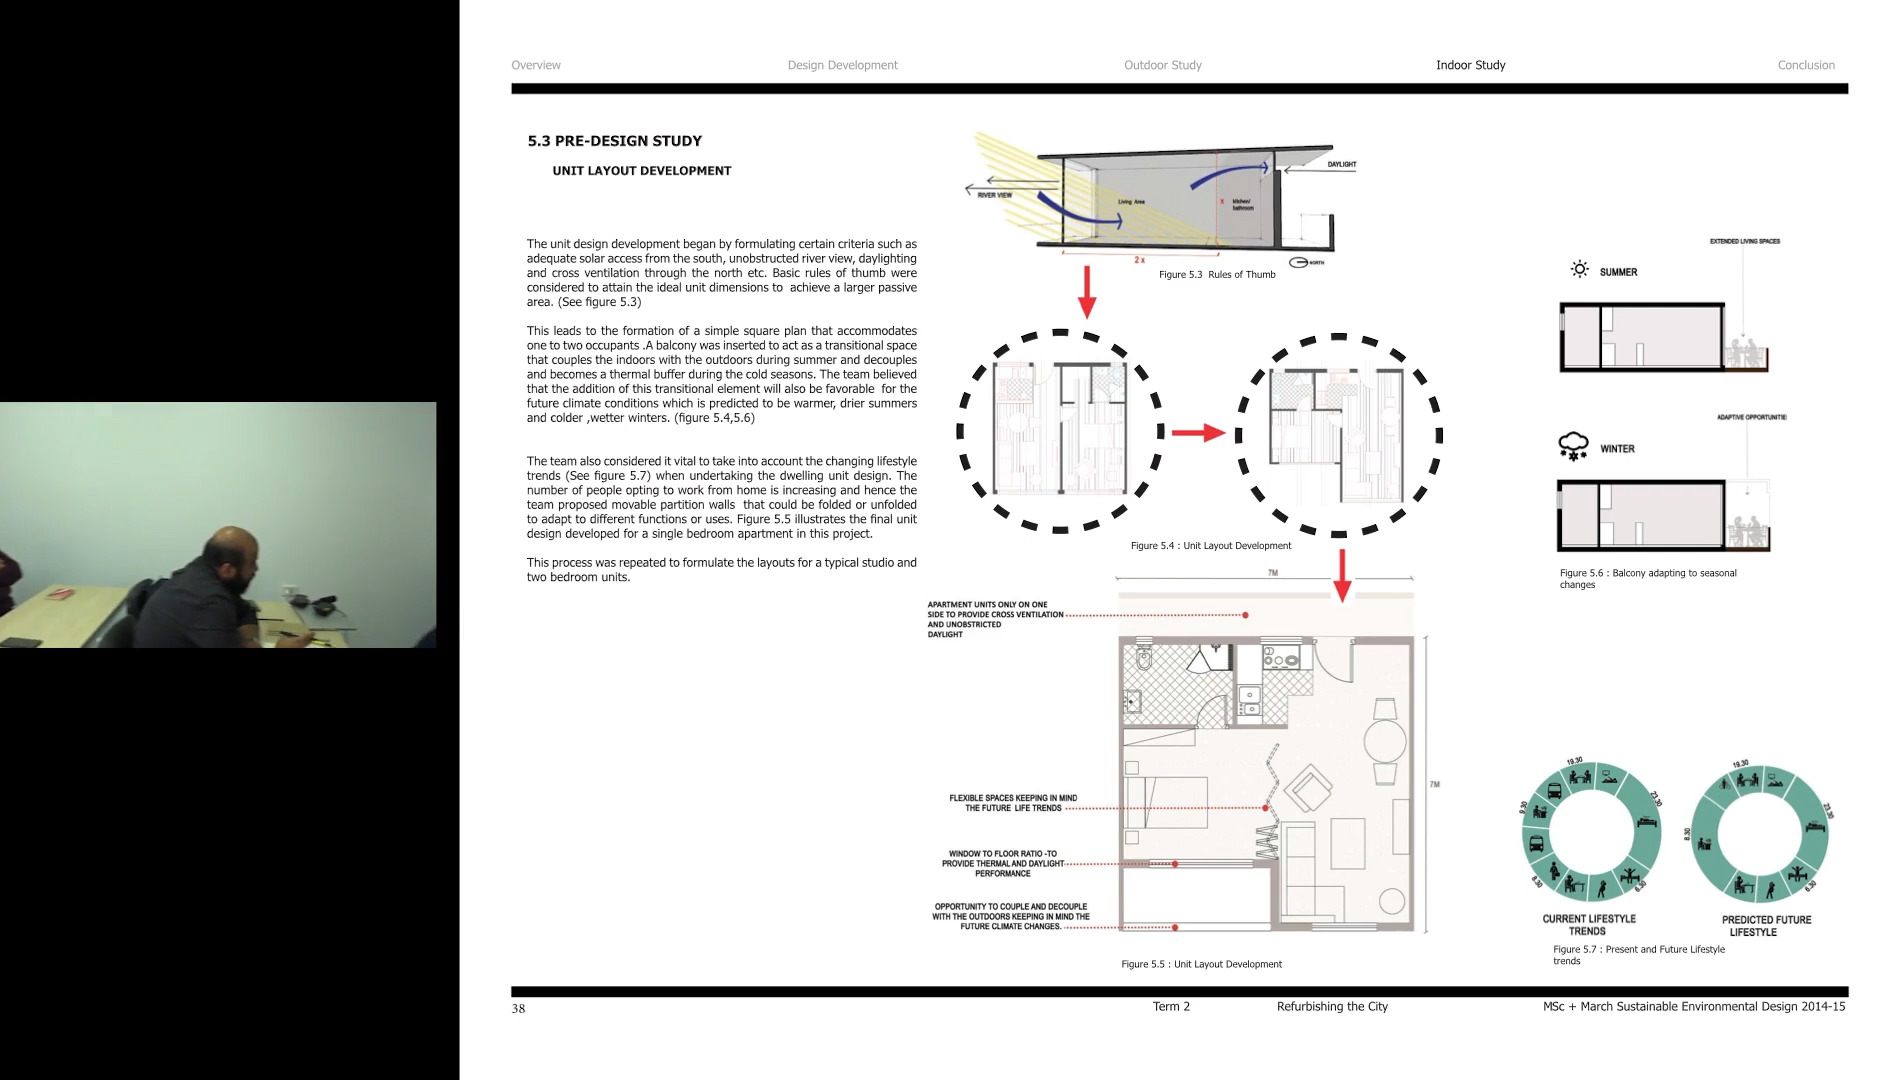 Overview
Design Development
Outdoor Study
Indoor Study
Conclusion
5.3 PRE-DESIGN STUDY
UNIT LAYOUT DEVELOPMENT
The unit design development began by formulating certain criteria such as
adequate solar access from the south, unobstructed river view, daylighting
and cross ventilation through the north etc. Basic rules of thumb were
considered to attain the ideal unit dimensions to achieve a larger passive
area. (See figure 5.3)
This leads to the formation of a simple square plan that accommodates
one to two occupants .A balcony was inserted to act as a transitional space
that couples the indoors with the outdoors during summer and decouples
and becomes a thermal buffer during the cold seasons. The team believed
that the addition of this transitional element will also be favorable for the
future climate conditions which is predicted to be warmer, drier summers
and colder ,wetter winters. (figure 5.4,5.6)
The team also considered it vital to take into account the changing lifestyle
trends (See figure 5.7) when undertaking the dwelling unit design. The
number of people opting to work from home is increasing and hence the
team proposed movable partition walls that could be folded or unfolded
to adapt to different functions or uses. Figure 5.5 illustrates the final unit
design developed for a single bedroom apartment in this project.
This process was repeated to formulate the layouts for a typical studio and
two bedroom units.
DAYLIGHT
RIVER VIEW
Living Area
X
kitchen/
bathroom
2 x
NORTH
Figure 5.3 Rules of Thumb
Figure 5.4 : Unit Layout Development
7M
APARTMENT UNITS ONLY ON ONE
SIDE TO PROVIDE CROSS VENTILATION
AND UNOBSTRICTED
DAYLIGHT
7M
FLEXIBLE SPACES KEEPING IN MIND
THE FUTURE LIFE TRENDS
WINDOW TO FLOOR RATIO -TO
PROVIDE THERMAL AND DAYLIGHT
PERFORMANCE
OPPORTUNITY TO COUPLE AND DECOUPLE
WITH THE OUTDOORS KEEPING IN MIND THE
FUTURE CLIMATE CHANGES.
Figure 5.5 : Unit Layout Development
EXTENDED LIVING SPACES
SUMMER
ADAPTIVE OPPORTUNITIE
WINTER
Figure 5.6 : Balcony adapting to seasonal
changes
19.30
23.30
9.30
8.30
6.30
CURRENT LIFESTYLE
TRENDS
19.30
23.30
8.30
6.30
PREDICTED FUTURE
LIFESTYLE
Figure 5.7 : Present and Future Lifestyle
trends
38
Term 2
Refurbishing the City
MSc + March Sustainable Environmental Design 2014-15